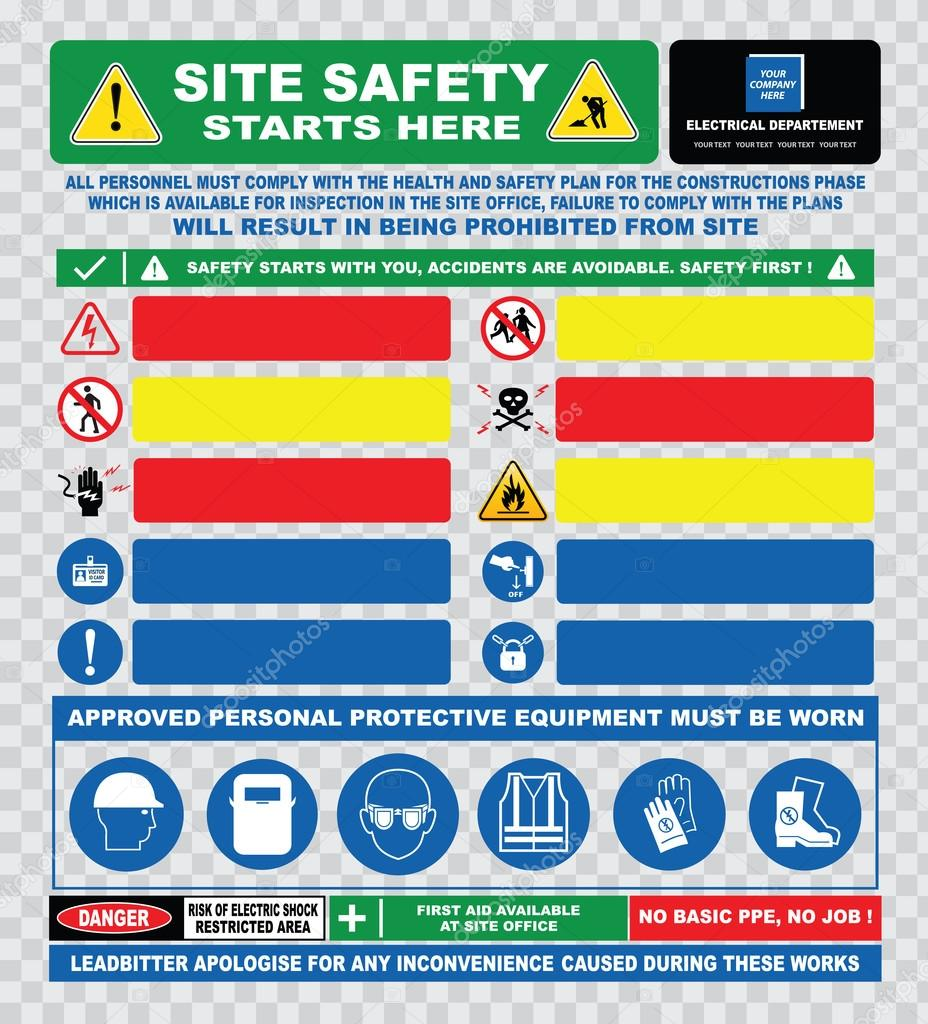 SITE SAFETY
STARTS HERE
YOUR
COMPANY
HERE
ELECTRICAL DEPARTEMENT
YOUR TEXT YOUR TEXT YOUR TEXT YOUR TEXT
ALL PERSONNEL MUST COMPLY WITH THE HEALTH AND SAFETY PLAN FOR THE CONSTRUCTIONS PHASE
WHICH IS AVAILABLE FOR INSPECTION IN THE SITE OFFICE, FAILURE TO COMPLY WITH THE PLANS
WILL RESULT IN BEING PROHIBITED FROM SITE
SAFETY STARTS WITH YOU, ACCIDENTS ARE AVOIDABLE. SAFETY FIRST !
VISITOR
ID CARD
OFF
APPROVED PERSONAL PROTECTIVE EQUIPMENT MUST BE WORN
DANGER
RISK OF ELECTRIC SHOCK
RESTRICTED AREA
FIRST AID AVAILABLE
AT SITE OFFICE
NO BASIC PPE, NO JOB !
LEADBITTER APOLOGISE FOR ANY INCONVENIENCE CAUSED DURING THESE WORKS
depositphotos